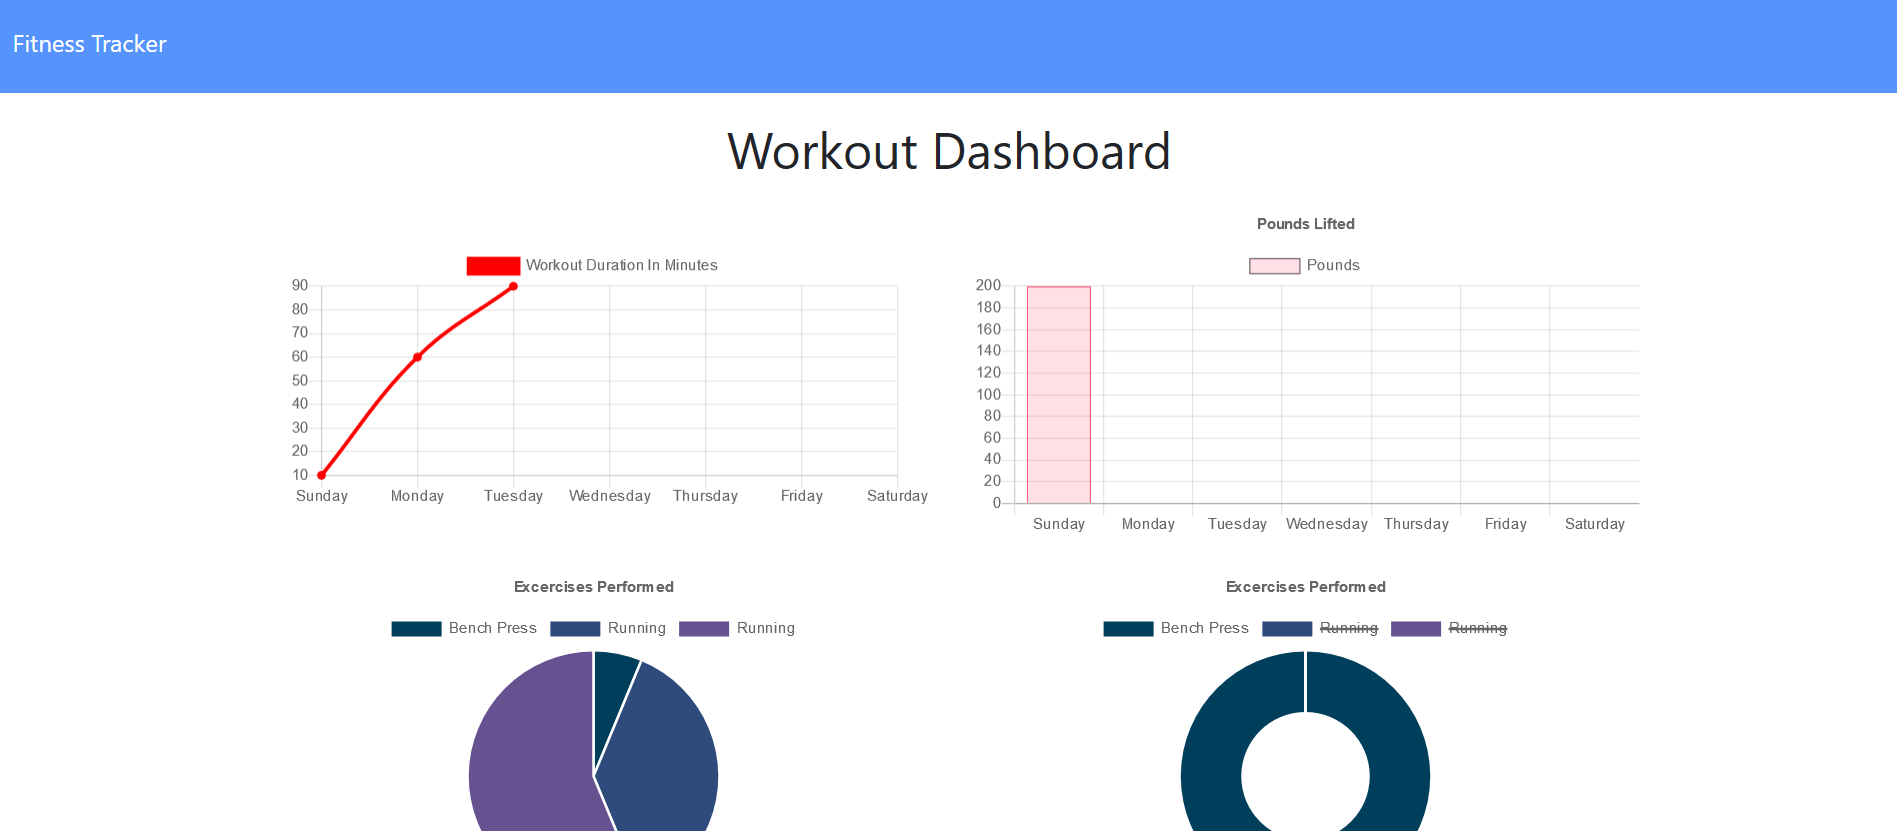 Fitness Tracker
Workout Dashboard
Workout Duration In Minutes
90
80
70
60
50
40
30
20
10
Sunday Monday Tuesday Wednesday Thursday Friday Saturday
Pounds Lifted
Pounds
200
180
160
140
120
100
80
60
40
20
0
Sunday Monday Tuesday Wednesday Thursday Friday Saturday
Excercises Performed
Bench Press Running Running
Excercises Performed
Bench Press Running Running